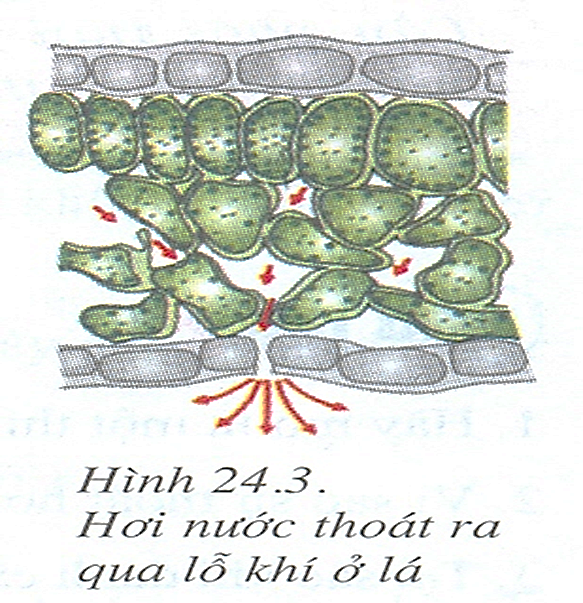 Hình 24.3.
Hơi nước thoát ra
qua lỗ khí ở lá